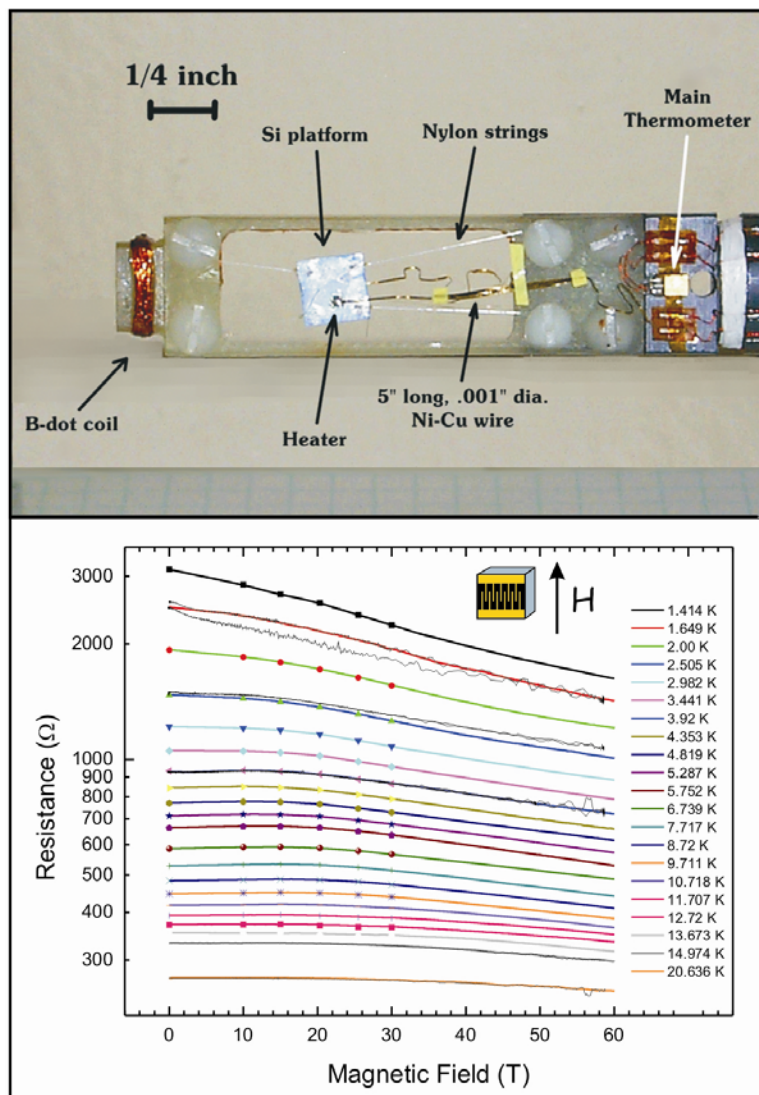 1/4 inch
Si platform
Nylon strings
Main
Thermometer
B-dot coil
Heater
5" long, .001" dia.
Ni-Cu wire
Resistance (Ω)
3000
2000
1000
900
800
700
600
500
400
300
H
1.414 K
1.649 K
2.00 K
2.505 K
2.982 K
3.441 K
3.92 K
4.353 K
4.819 K
5.287 K
5.752 K
6.739 K
7.717 K
8.72 K
9.711 K
10.718 K
11.707 K
12.72 K
13.673 K
14.974 K
20.636 K
0 10 20 30 40 50 60
Magnetic Field (T)